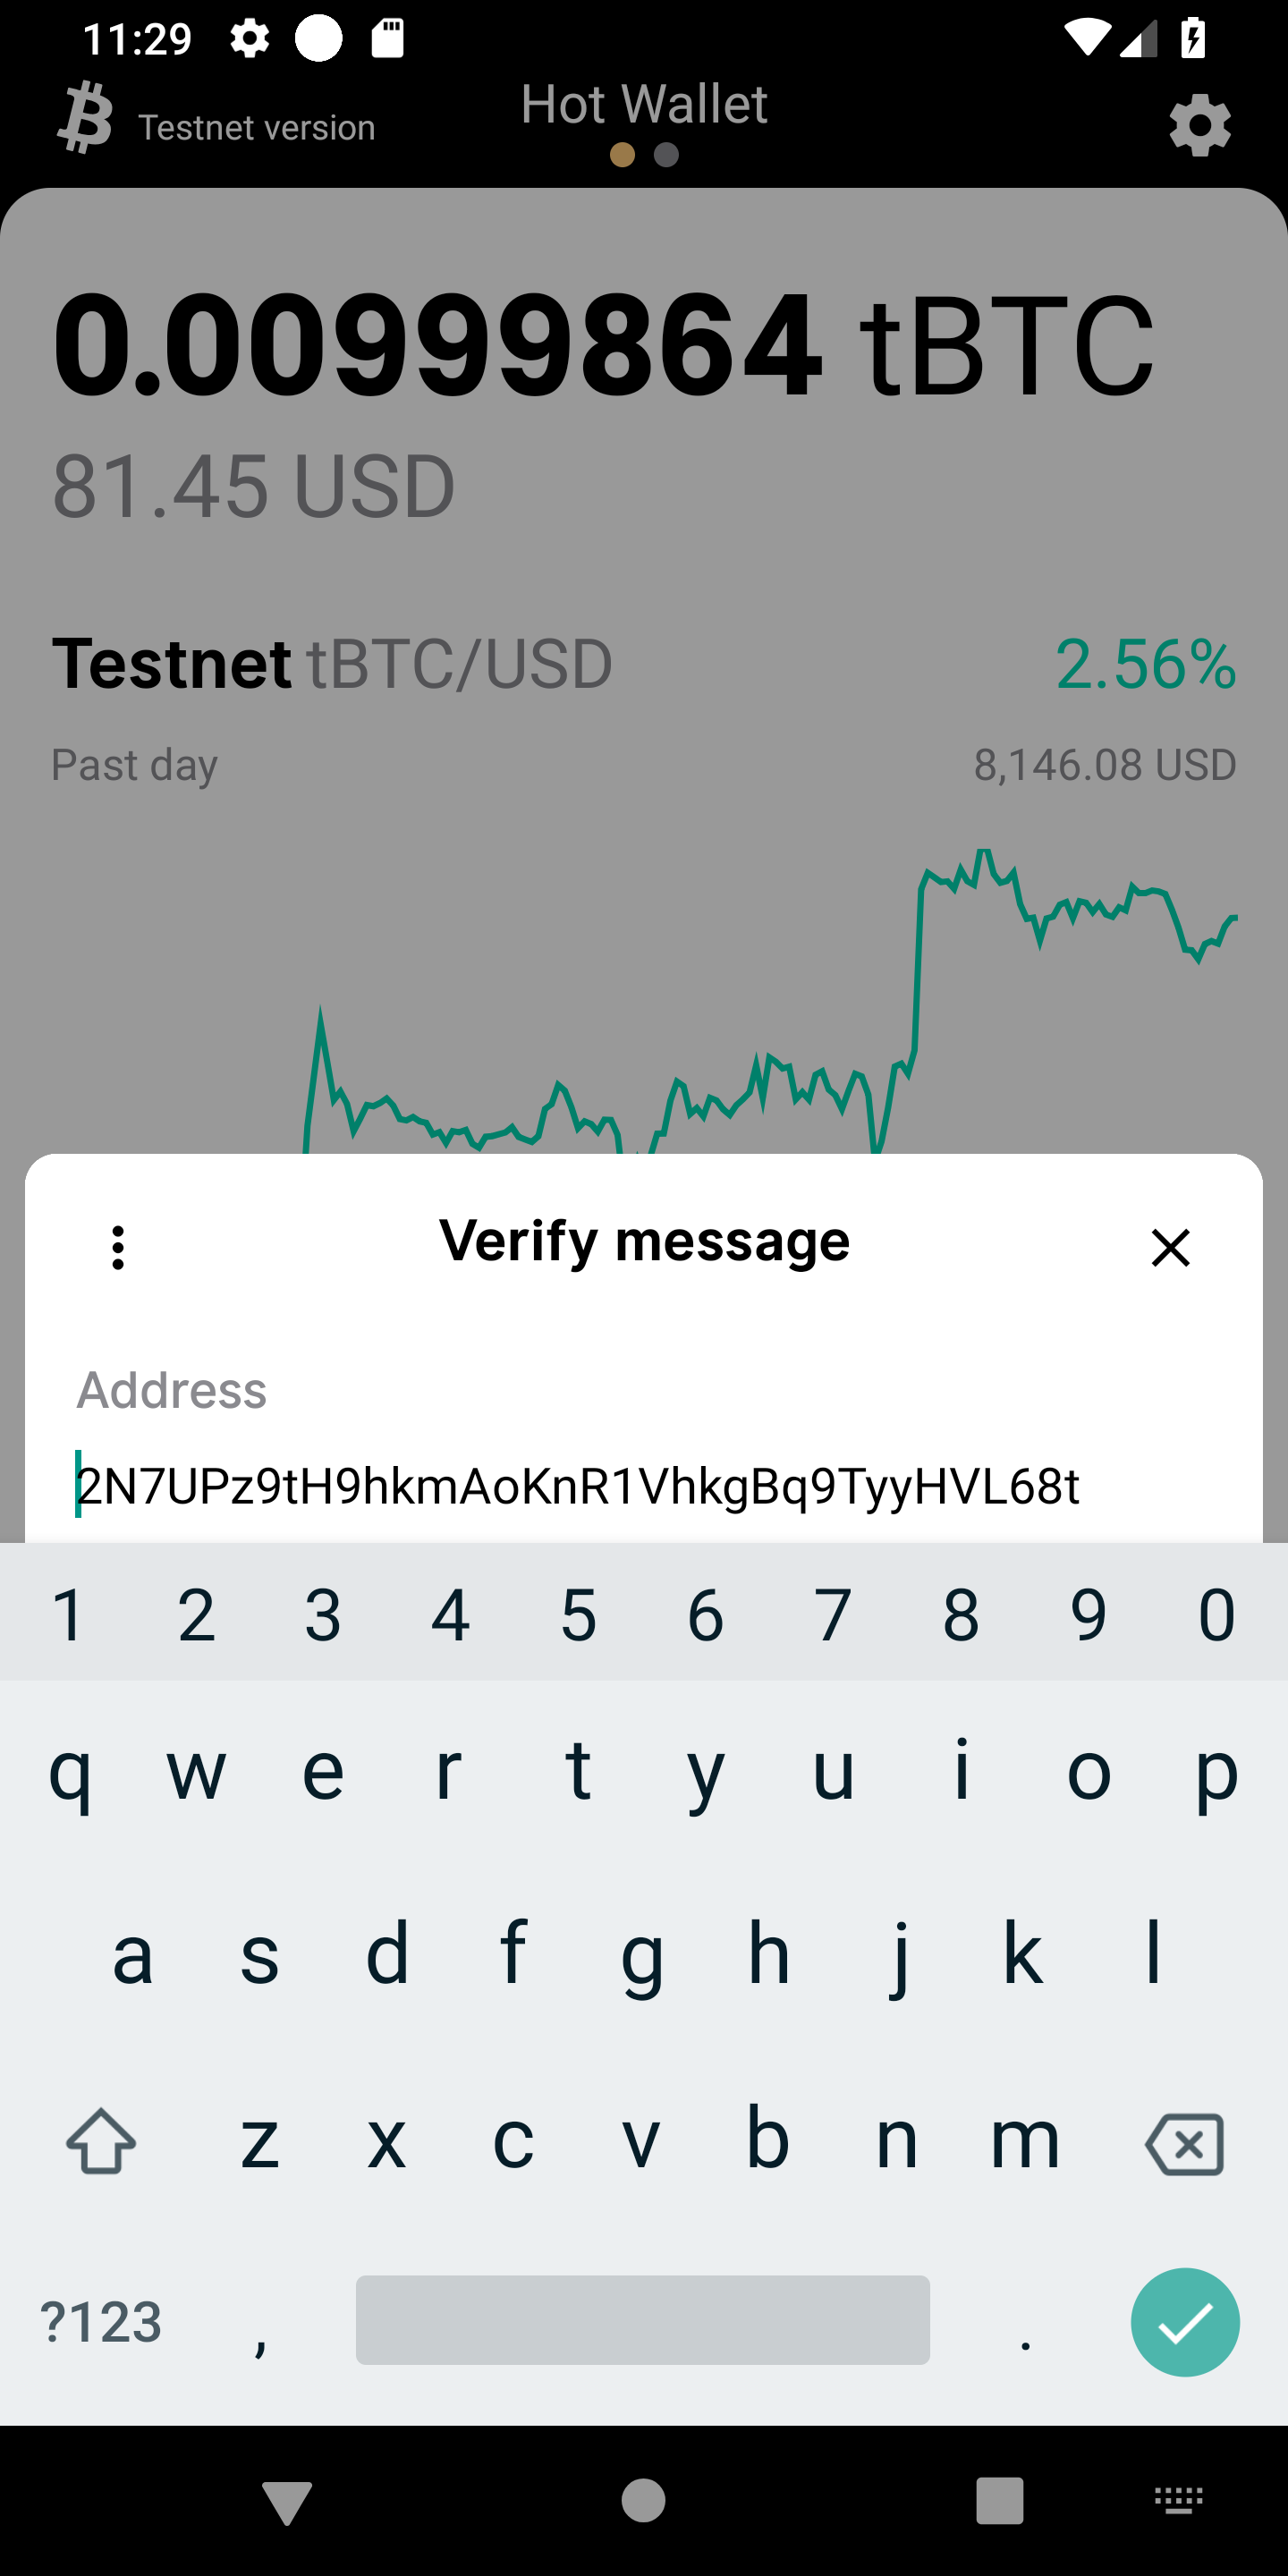 11:29
Testnet version
Hot Wallet
0.00999864 tBTC
81.45 USD
Testnet tBTC/USD 2.56%
Past day 8,146.08 USD
Verify message
Address
2N7UPz9tH9hkmAoKnR1VhkgBq9TyyHVL68t
1 2 3 4 5 6 7 8 9 0
q w e r t y u i o p
a s d f g h j k l
z x c v b n m
?123 , .